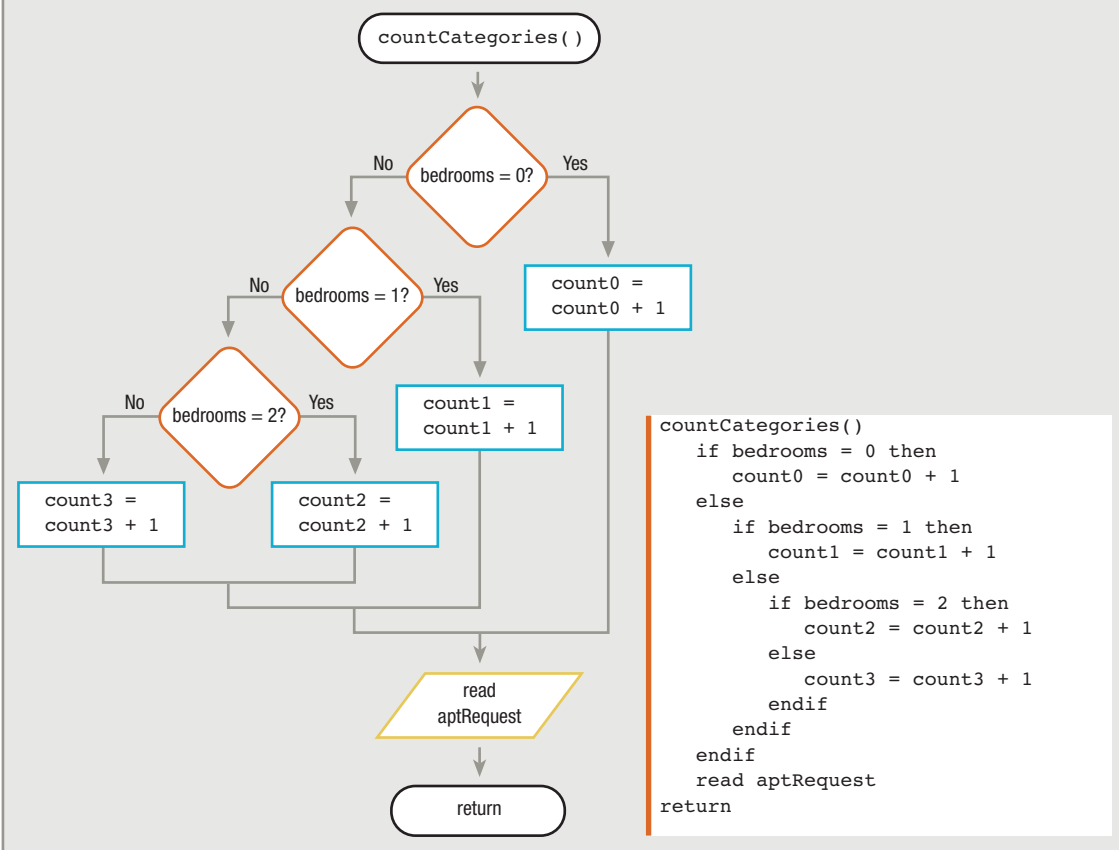 countCategories()
No
Yes
bedrooms = 0?
No
Yes
bedrooms = 1?
count0 =
count0 + 1
No
Yes
bedrooms = 2?
count1 =
count1 + 1
count3 =
count3 + 1
count2 =
count2 + 1
read
aptRequest
return
countCategories()
   if bedrooms = 0 then
      count0 = count0 + 1
   else
      if bedrooms = 1 then
         count1 = count1 + 1
      else
         if bedrooms = 2 then
            count2 = count2 + 1
         else
            count3 = count3 + 1
         endif
      endif
   endif
   read aptRequest
return